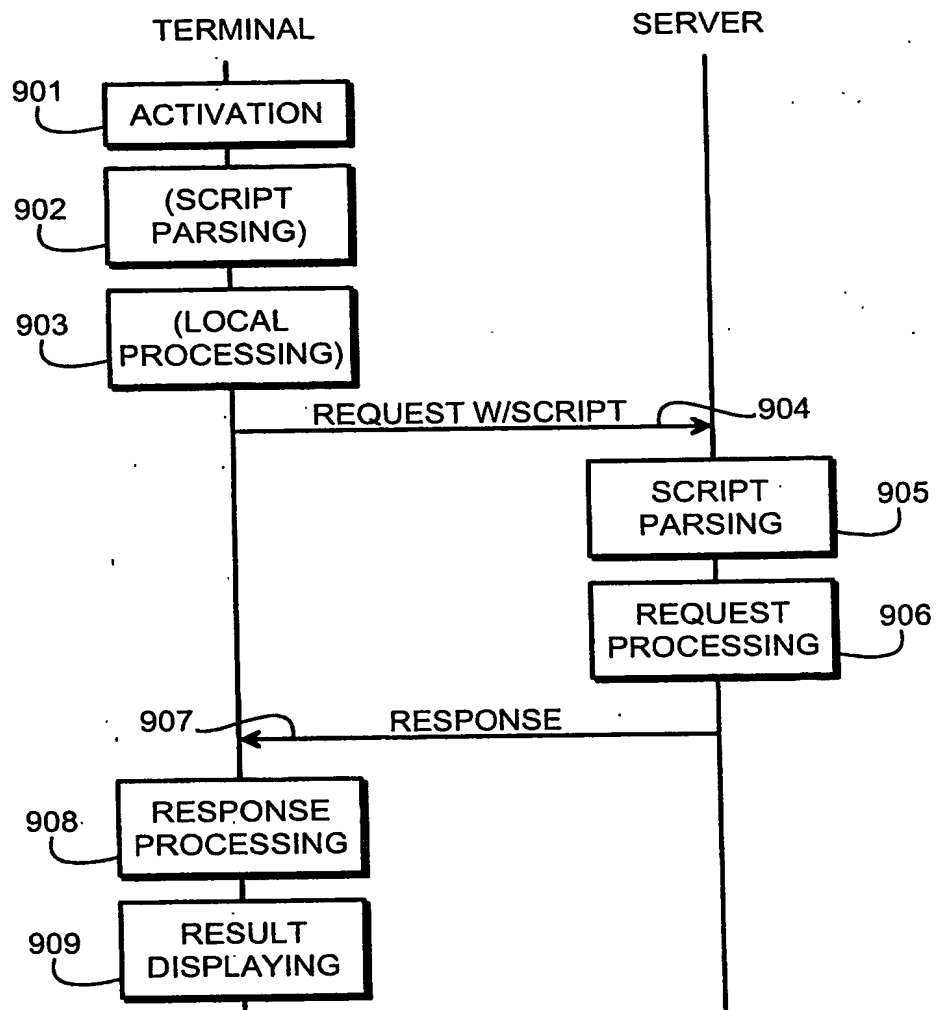 TERMINAL
SERVER
901
ACTIVATION
902
(SCRIPT
PARSING)
903
(LOCAL
PROCESSING)
REQUEST W/SCRIPT
904
SCRIPT
PARSING
905
REQUEST
PROCESSING
906
907
RESPONSE
908
RESPONSE
PROCESSING
909
RESULT
DISPLAYING